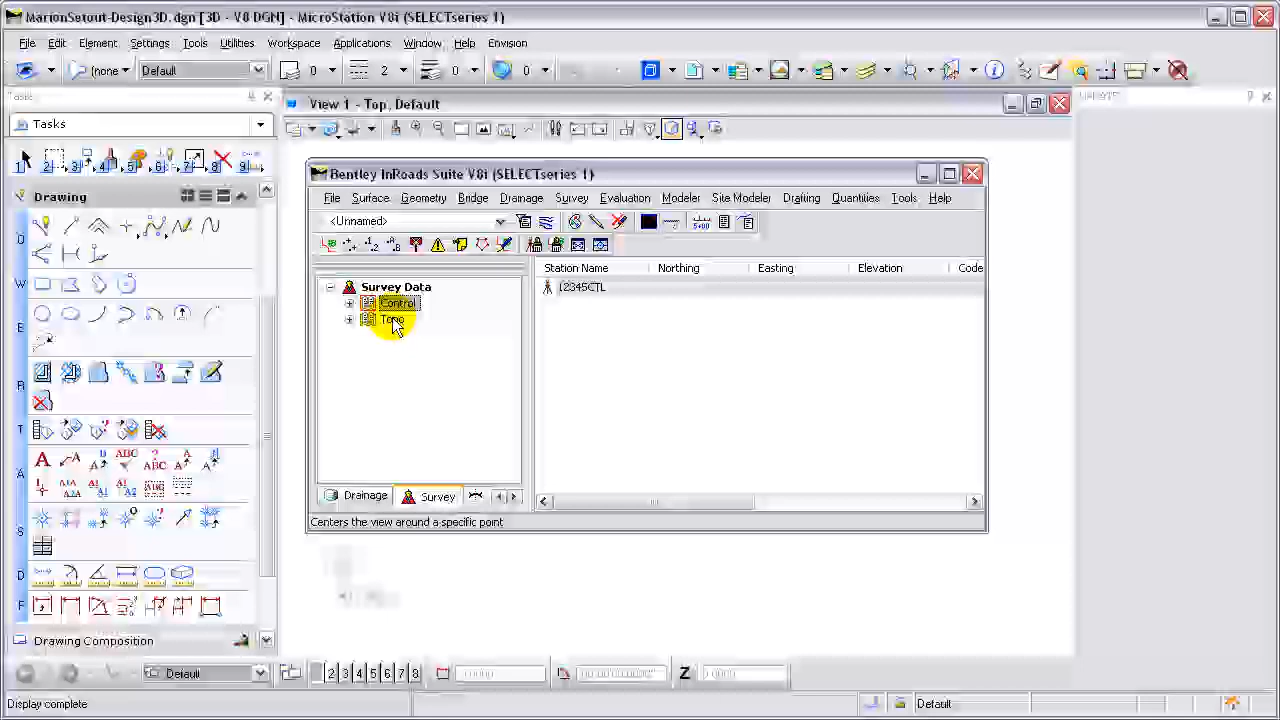 MarionSetout-Design3D.dgn [3D - V8 DGN] - MicroStation V8i (SELECTseries 1)
File Edit Element Settings Tools Utilities Workspace Applications Window Help Envision
(none Default 0 2 0 0
View 1 - Top, Default
Tasks
Bentley InRoads Suite V8i (SELECTseries 1)
File Surface Geometry Bridge Drainage Survey Evaluation Modeler Site Modeler Drafting Quantities Tools Help
<Unnamed>
Drawing
Survey Data
Control
Topo
Station Name Northing Easting Elevation Code
12345CTL
Drainage Survey
Centers the view around a specific point
Drawing Composition
Default 2 3 4 5 6 7 8 Z
Display complete Default